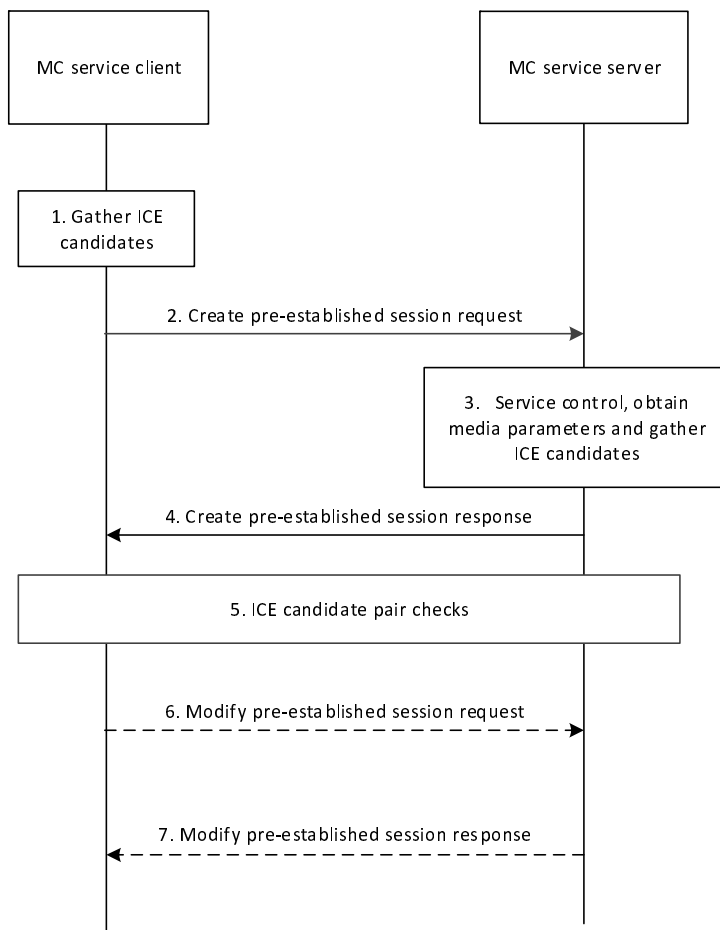 MC service client
MC service server
1. Gather ICE
candidates
2. Create pre-established session request
3. Service control, obtain
media parameters and gather
ICE candidates
4. Create pre-established session response
5. ICE candidate pair checks
6. Modify pre-established session request
7. Modify pre-established session response